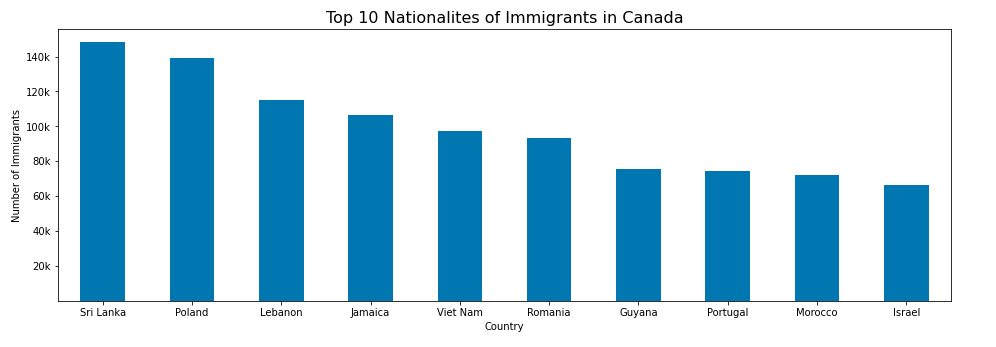 Top 10 Nationalites of Immigrants in Canada
Number of Immigrants
140k
120k
100k
80k
60k
40k
20k
Sri Lanka Poland Lebanon Jamaica Viet Nam Romania Guyana Portugal Morocco Israel
Country